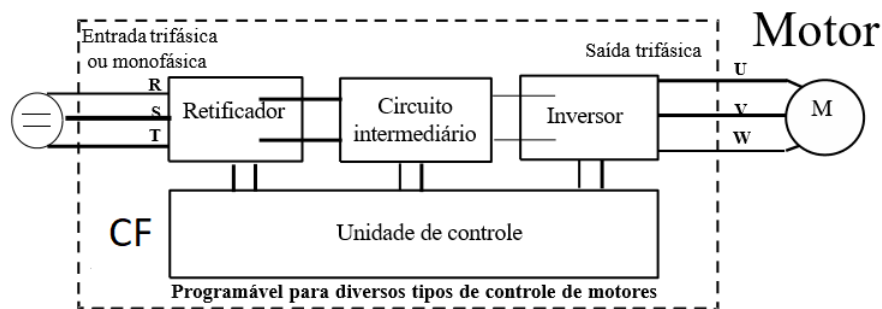 Motor
Entrada trifásica
ou monofásica
Saída trifásica
R
S
T
Retificador
Circuito
intermediário
Inversor
U
V
W
M
CF
Unidade de controle
Programável para diversos tipos de controle de motores